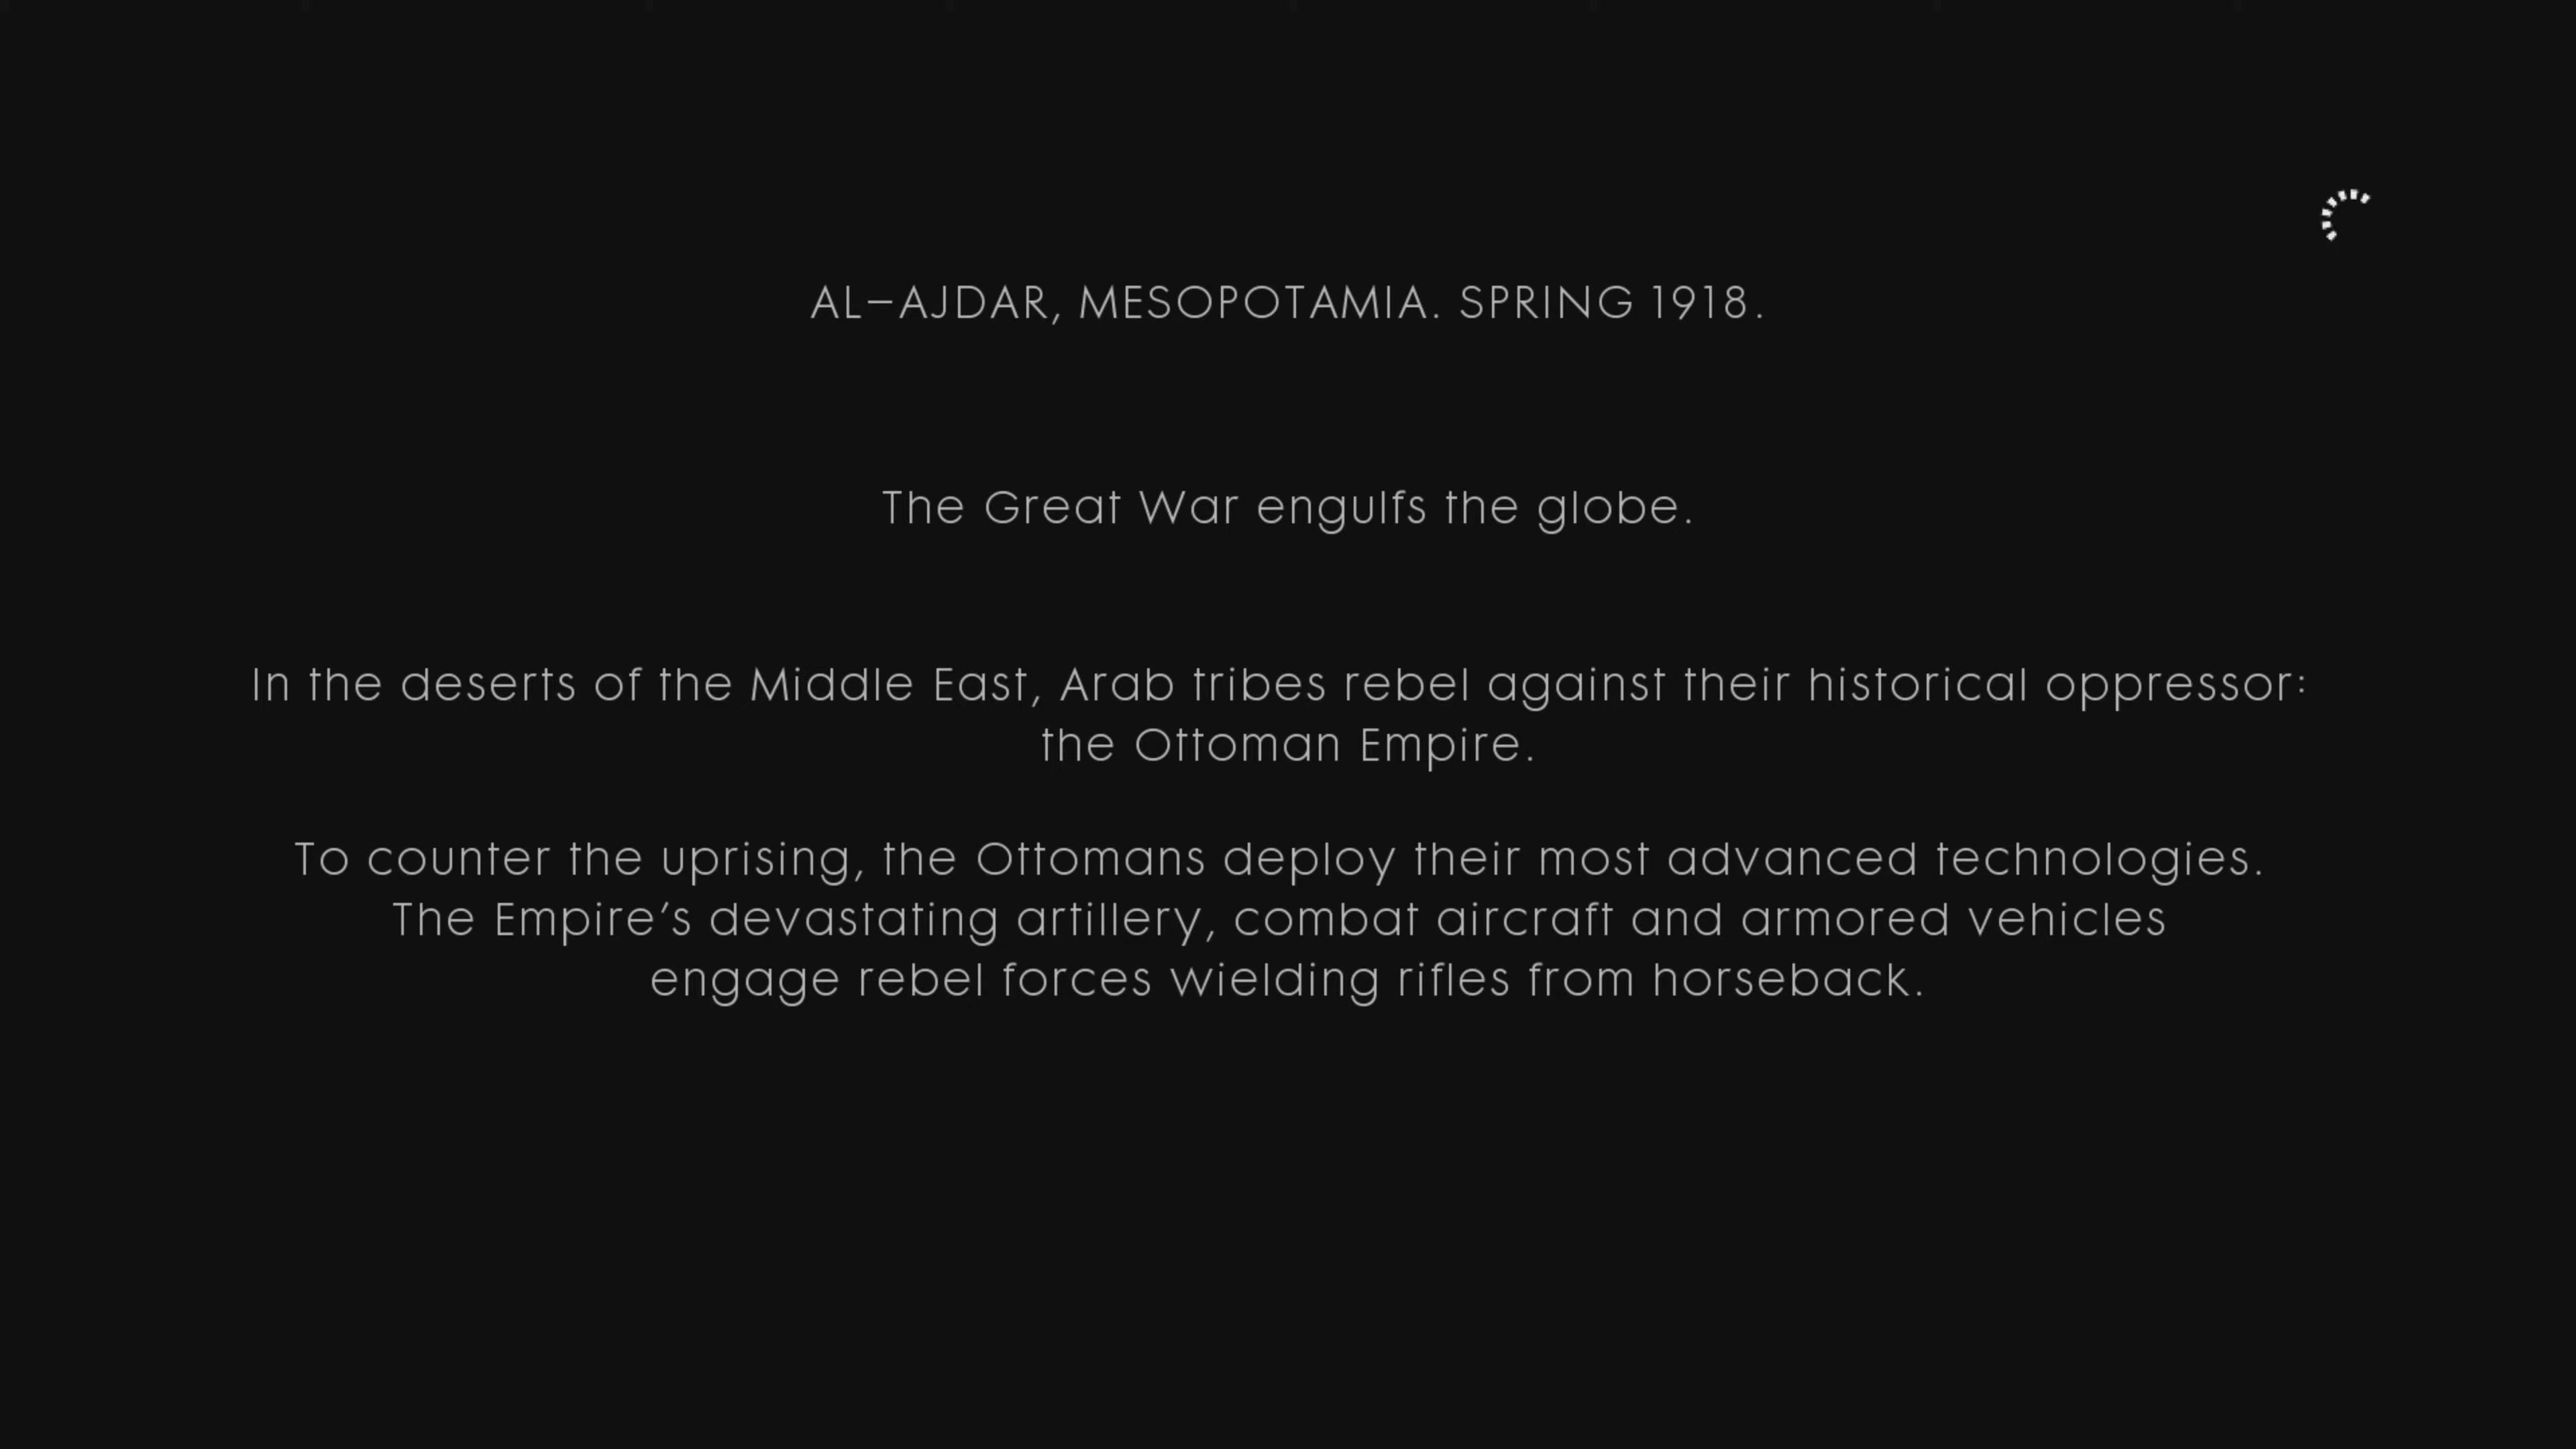 AL–AJDAR, MESOPOTAMIA. SPRING 1918.
The Great War engulfs the globe.
In the deserts of the Middle East, Arab tribes rebel against their historical oppressor:
the Ottoman Empire.
To counter the uprising, the Ottomans deploy their most advanced technologies.
The Empire’s devastating artillery, combat aircraft and armored vehicles
engage rebel forces wielding rifles from horseback.